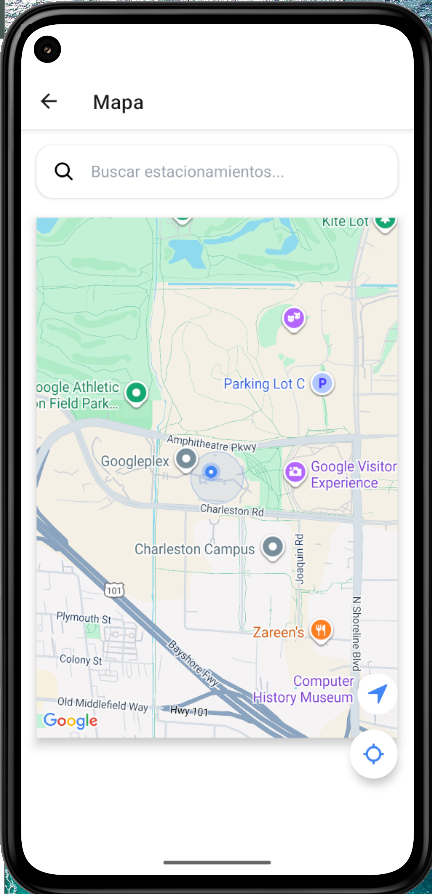 Mapa
Buscar estacionamientos...
Kite Lot
Parking Lot C
P
oogle Athletic
on Field Park...
Amphitheatre Pkwy
Googleplex
Google Visitor
Experience
Charleston Rd
Charleston Campus
Joaquin Rd
101
N Shoreline Blvd
Plymouth St
Zareen's
Colony St
Bayshore Fwy
Computer
History Museum
Old Middlefield Way
Hwy 101
Google